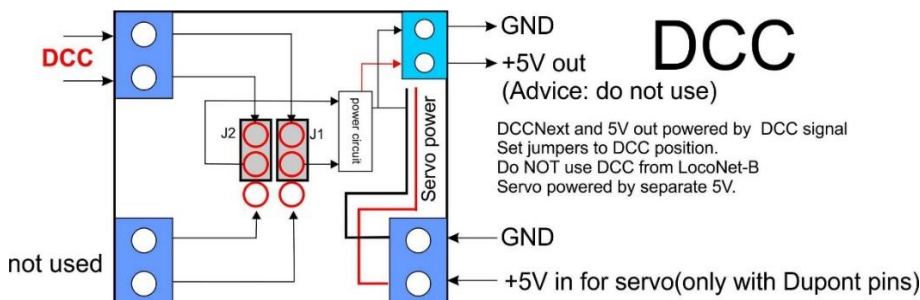 DCC
GND
+5V out
(Advice: do not use)
DCC
DCCNext and 5V out powered by DCC signal
Set jumpers to DCC position.
Do NOT use DCC from LocoNet-B
Servo powered by separate 5V.
J2
J1
power circuit
Servo power
not used
GND
+5V in for servo(only with Dupont pins)